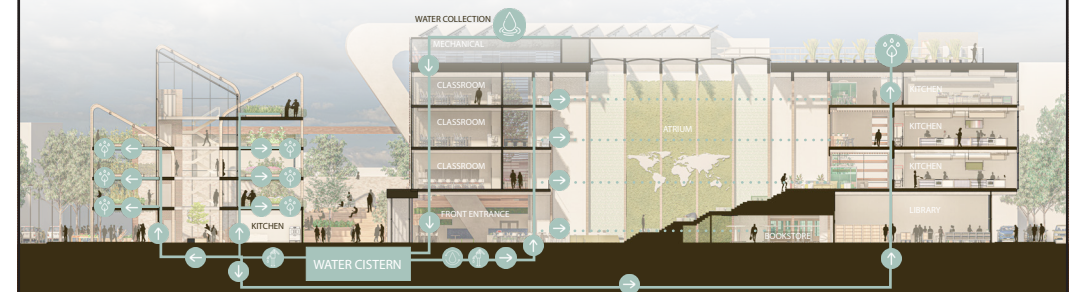 WATER COLLECTION
MECHANICAL
CLASSROOM
KITCHEN
CLASSROOM
ATRIUM
KITCHEN
CLASSROOM
KITCHEN
FRONT ENTRANCE
LIBRARY
KITCHEN
BOOKSTORE
WATER CISTERN